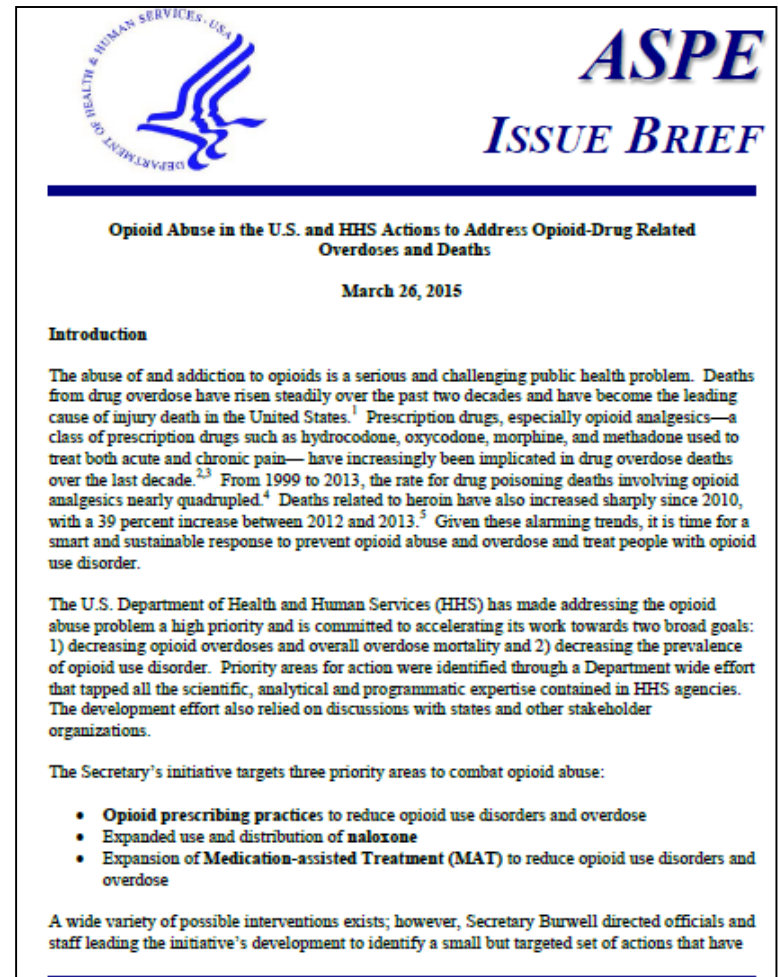 DEPARTMENT OF HEALTH & HUMAN SERVICES · USA
ASPE
ISSUE BRIEF
Opioid Abuse in the U.S. and HHS Actions to Address Opioid-Drug Related
Overdoses and Deaths
March 26, 2015
Introduction
The abuse of and addiction to opioids is a serious and challenging public health problem. Deaths
from drug overdose have risen steadily over the past two decades and have become the leading
cause of injury death in the United States.1 Prescription drugs, especially opioid analgesics—a
class of prescription drugs such as hydrocodone, oxycodone, morphine, and methadone used to
treat both acute and chronic pain— have increasingly been implicated in drug overdose deaths
over the last decade.2,3 From 1999 to 2013, the rate for drug poisoning deaths involving opioid
analgesics nearly quadrupled.4 Deaths related to heroin have also increased sharply since 2010,
with a 39 percent increase between 2012 and 2013.5 Given these alarming trends, it is time for a
smart and sustainable response to prevent opioid abuse and overdose and treat people with opioid
use disorder.
The U.S. Department of Health and Human Services (HHS) has made addressing the opioid
abuse problem a high priority and is committed to accelerating its work towards two broad goals:
1) decreasing opioid overdoses and overall overdose mortality and 2) decreasing the prevalence
of opioid use disorder. Priority areas for action were identified through a Department wide effort
that tapped all the scientific, analytical and programmatic expertise contained in HHS agencies.
The development effort also relied on discussions with states and other stakeholder
organizations.
The Secretary's initiative targets three priority areas to combat opioid abuse:
• Opioid prescribing practices to reduce opioid use disorders and overdose
• Expanded use and distribution of naloxone
• Expansion of Medication-assisted Treatment (MAT) to reduce opioid use disorders and
overdose
A wide variety of possible interventions exists; however, Secretary Burwell directed officials and
staff leading the initiative's development to identify a small but targeted set of actions that have